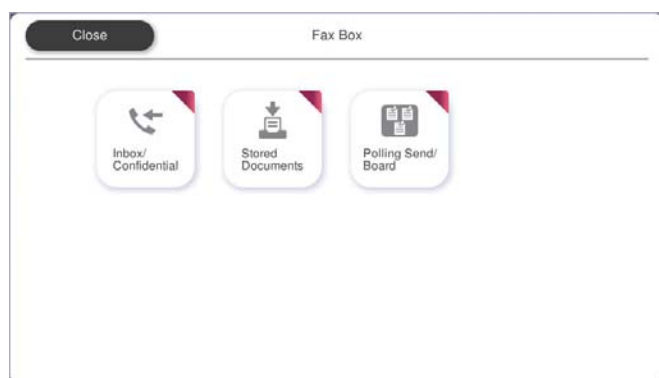 Close
Fax Box
Inbox/
Confidential
Stored
Documents
Polling Send/
Board